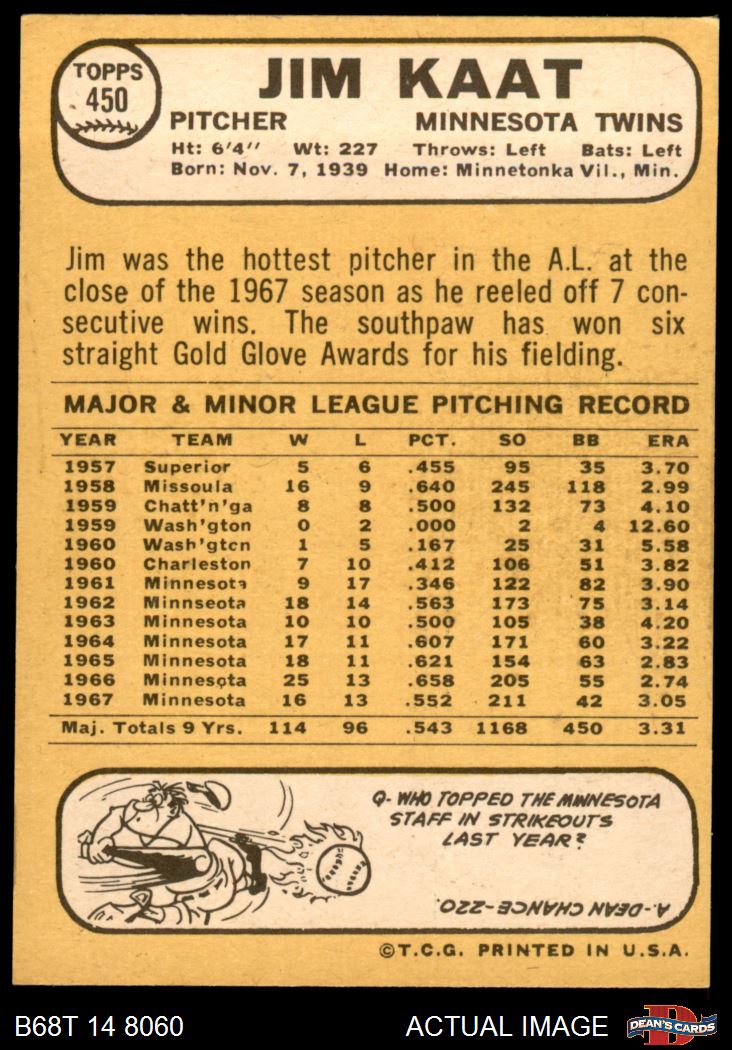 TOPPS
450
JIM KAAT
PITCHER MINNESOTA TWINS
Ht: 6'4" Wt: 227 Throws: Left Bats: Left
Born: Nov. 7, 1939 Home: Minnetonka Vil., Min.
Jim was the hottest pitcher in the A.L. at the
close of the 1967 season as he reeled off 7 con-
secutive wins. The southpaw has won six
straight Gold Glove Awards for his fielding.
MAJOR & MINOR LEAGUE PITCHING RECORD
YEAR TEAM W L PCT. SO BB ERA
1957 Superior 5 6 .455 95 35 3.70
1958 Missoula 16 9 .640 245 118 2.99
1959 Chatt'n'ga 8 8 .500 132 73 4.10
1959 Wash'gton 0 2 .000 2 4 12.60
1960 Wash'gton 1 5 .167 25 31 5.58
1960 Charleston 7 10 .412 106 51 3.82
1961 Minnesota 9 17 .346 122 82 3.90
1962 Minnseota 18 14 .563 173 75 3.14
1963 Minnesota 10 10 .500 105 38 4.20
1964 Minnesota 17 11 .607 171 60 3.22
1965 Minnesota 18 11 .621 154 63 2.83
1966 Minnesota 25 13 .658 205 55 2.74
1967 Minnesota 16 13 .552 211 42 3.05
Maj. Totals 9 Yrs. 114 96 .543 1168 450 3.31
Q- WHO TOPPED THE MINNESOTA
STAFF IN STRIKEOUTS
LAST YEAR?
A-DEAN CHANCE-220.
©T.C.G. PRINTED IN U.S.A.
B68T 14 8060 ACTUAL IMAGE
D
DEAN'S CARDS